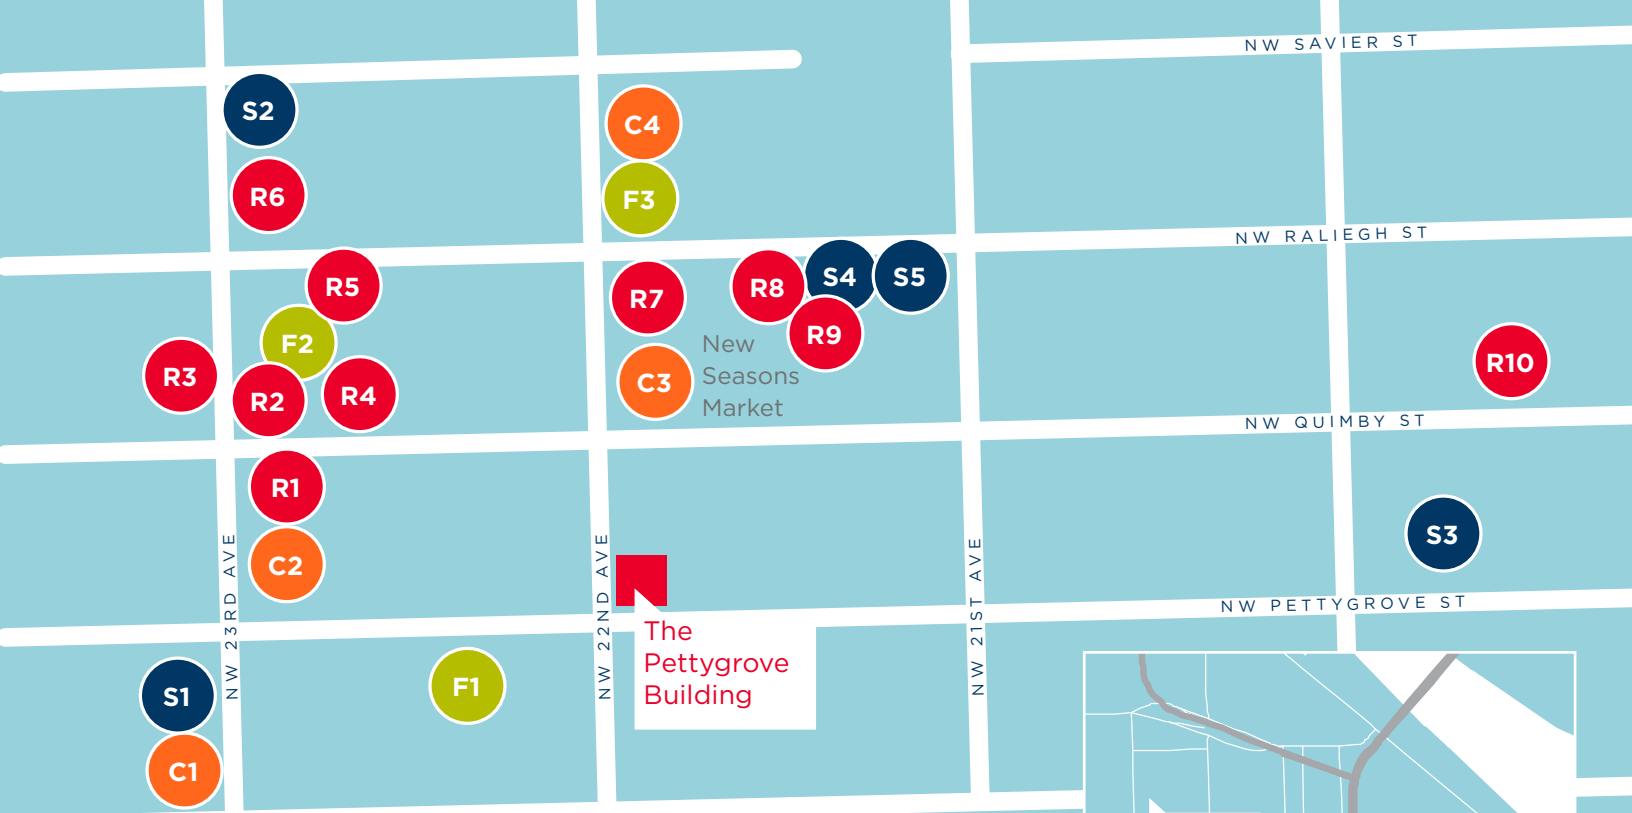 NW SAVIER ST
S2
C4
R6
F3
NW RALIEGH ST
R5
R7
R8
S4
S5
R9
F2
New
Seasons
Market
R3
R2
R4
C3
R10
NW QUIMBY ST
R1
C2
S3
NW 23RD AVE
NW 22ND AVE
NW 21ST AVE
NW PETTYGROVE ST
The
Pettygrove
Building
S1
F1
C1